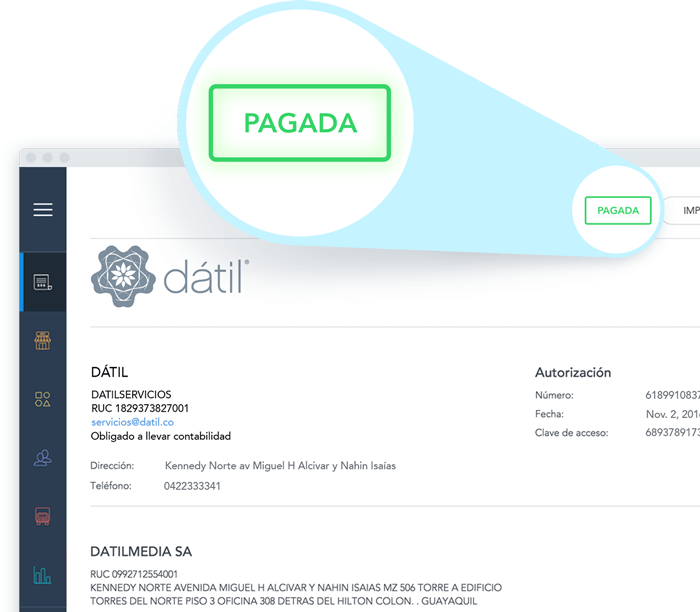 PAGADA
PAGADA
IMP
dátil®
DÁTIL
DATILSERVICIOS
RUC 1829373827001
servicios@datil.co
Obligado a llevar contabilidad
Dirección: Kennedy Norte av Miguel H Alcivar y Nahin Isaías
Teléfono: 0422333341
Autorización
Número: 618991083
Fecha: Nov. 2, 201
Clave de acceso: 689378917
DATILMEDIA SA
RUC 0992712554001
KENNEDY NORTE AVENIDA MIGUEL H ALCIVAR Y NAHIN ISAIAS MZ 506 TORRE A EDIFICIO
TORRES DEL NORTE PISO 3 OFICINA 308 DETRAS DEL HILTON COLON. . GUAYAQUIL